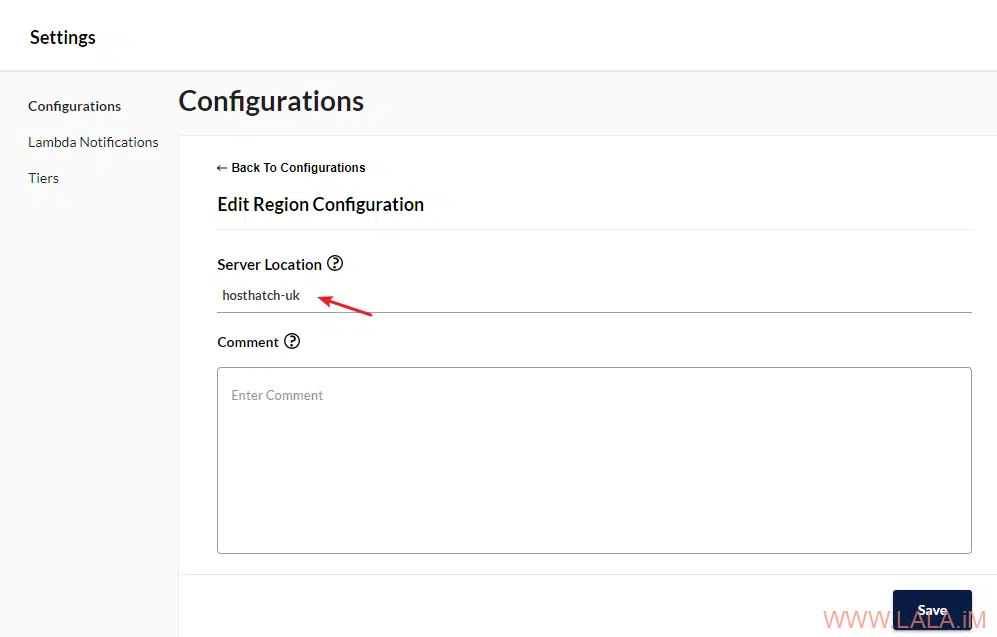 Settings
Configurations
Lambda Notifications
Tiers
Configurations
← Back To Configurations
Edit Region Configuration
Server Location ?
hosthatch-uk
Comment ?
Enter Comment
Save
WWW.LALA.iM